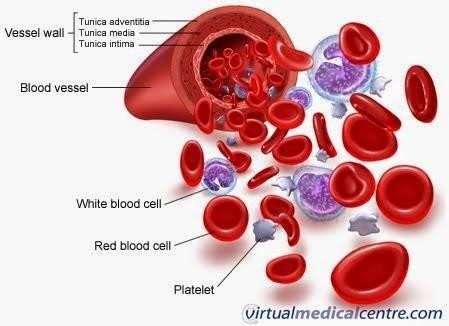 Tunica adventitia
Vessel wall
Tunica media
Tunica intima
Blood vessel
White blood cell
Red blood cell
Platelet
virtualmedicalcentre.com